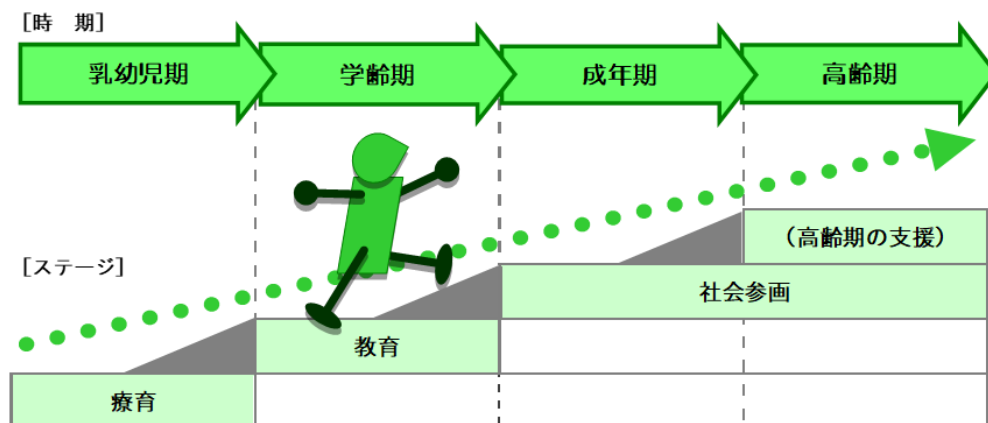 [時　期]
乳幼児期
学齢期
成年期
高齢期
[ステージ]
（高齢期の支援）
社会参画
教育
療育